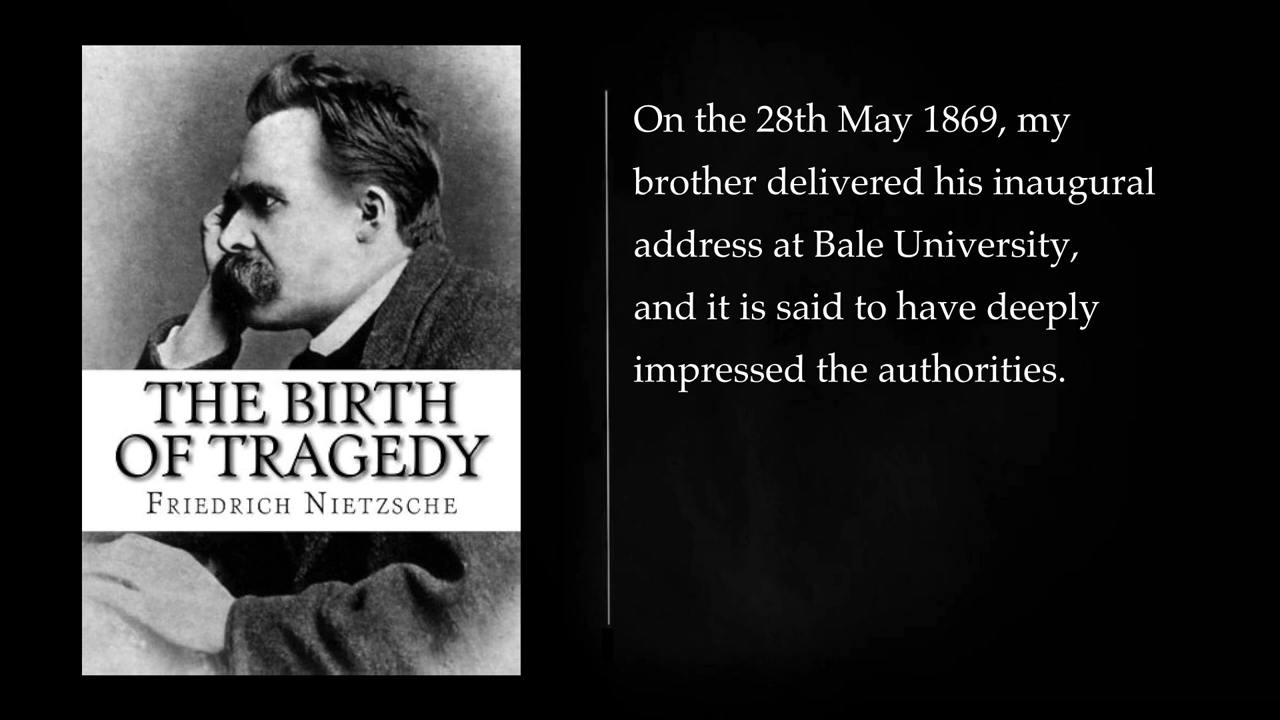 THE BIRTH
OF TRAGEDY
Friedrich Nietzsche
On the 28th May 1869, my
brother delivered his inaugural
address at Bale University,
and it is said to have deeply
impressed the authorities.